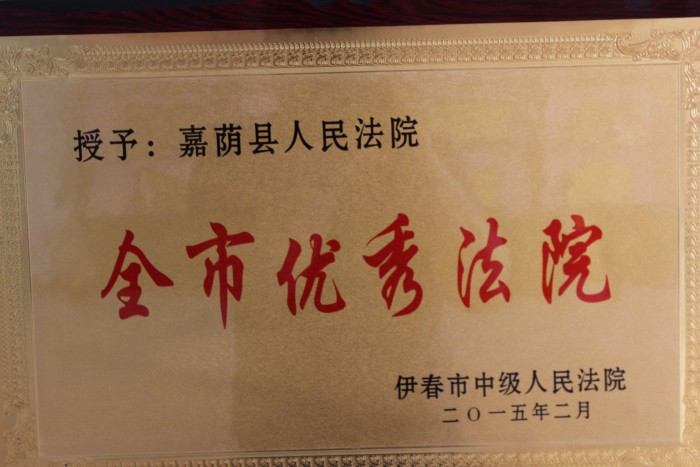 授予：嘉荫县人民法院
全市优秀法院
伊春市中级人民法院
二〇一五年二月